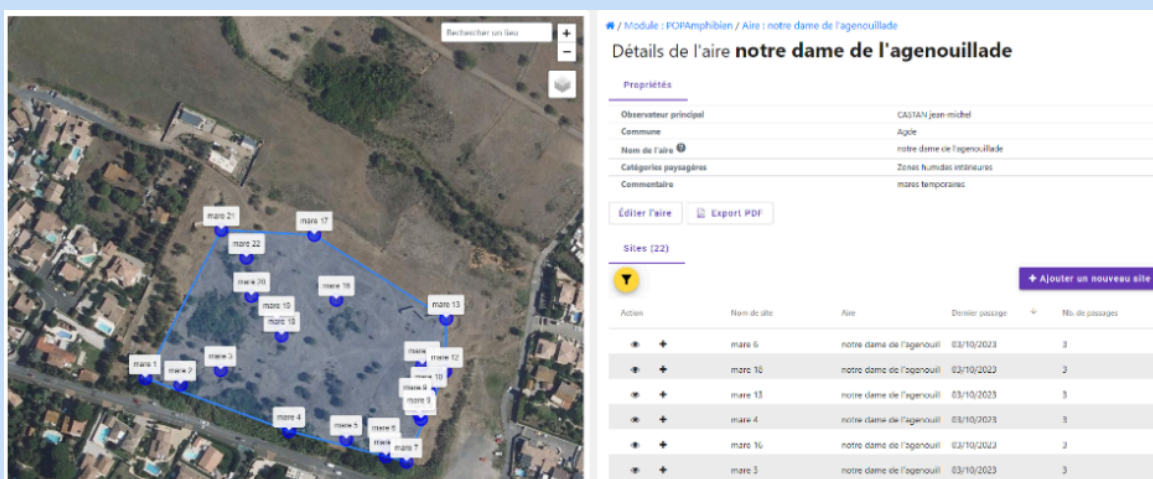 Rechercher un lieu
+
−
mare 21
mare 17
mare 22
mare 20
mare 16
mare 19
mare 13
mare 18
mare
mare 12
mare 1
mare 3
mare 10
mare 2
mare 9
mare 4
mare 6
mare 5
mare
mare 7
/ Module : POPAmphibien / Aire : notre dame de l'agenouillade
Détails de l'aire notre dame de l'agenouillade
Propriétés
Observateur principal CASTAN jean-michel
Commune Agde
Nom de l'aire ? notre dame de l'agenouillade
Catégories paysagères Zones humides intérieures
Commentaire mares temporaires
Éditer l'aire Export PDF
Sites (22)
+ Ajouter un nouveau site
Action Nom de site Aire Dernier passage Nb. de passages
+ mare 6 notre dame de l'agenouill 03/10/2023 3
+ mare 18 notre dame de l'agenouill 03/10/2023 3
+ mare 13 notre dame de l'agenouill 03/10/2023 3
+ mare 4 notre dame de l'agenouill 03/10/2023 3
+ mare 16 notre dame de l'agenouill 03/10/2023 3
+ mare 3 notre dame de l'agenouill 03/10/2023 3